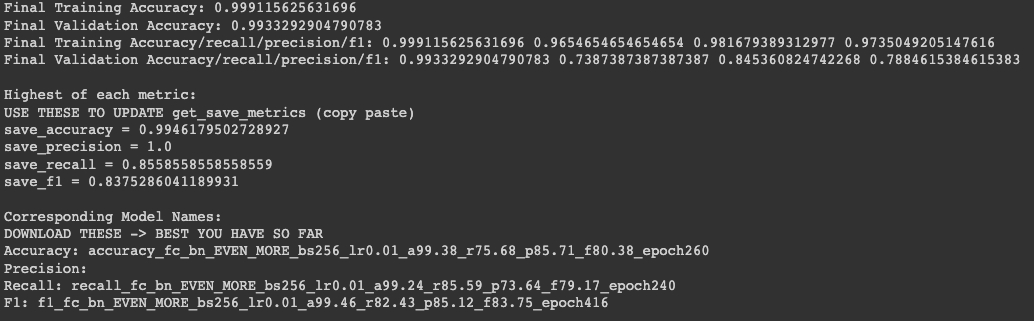 Final Training Accuracy: 0.999115625631696
Final Validation Accuracy: 0.9933292904790783
Final Training Accuracy/recall/precision/f1: 0.999115625631696 0.9654654654654654 0.981679389312977 0.9735049205147616
Final Validation Accuracy/recall/precision/f1: 0.9933292904790783 0.7387387387387387 0.845360824742268 0.7884615384615383
Highest of each metric:
USE THESE TO UPDATE get_save_metrics (copy paste)
save_accuracy = 0.9946179502728927
save_precision = 1.0
save_recall = 0.8558558558558559
save_f1 = 0.8375286041189931
Corresponding Model Names:
DOWNLOAD THESE -> BEST YOU HAVE SO FAR
Accuracy: accuracy_fc_bn_EVEN_MORE_bs256_lr0.01_a99.38_r75.68_p85.71_f80.38_epoch260
Precision:
Recall: recall_fc_bn_EVEN_MORE_bs256_lr0.01_a99.24_r85.59_p73.64_f79.17_epoch240
F1: f1_fc_bn_EVEN_MORE_bs256_lr0.01_a99.46_r82.43_p85.12_f83.75_epoch416